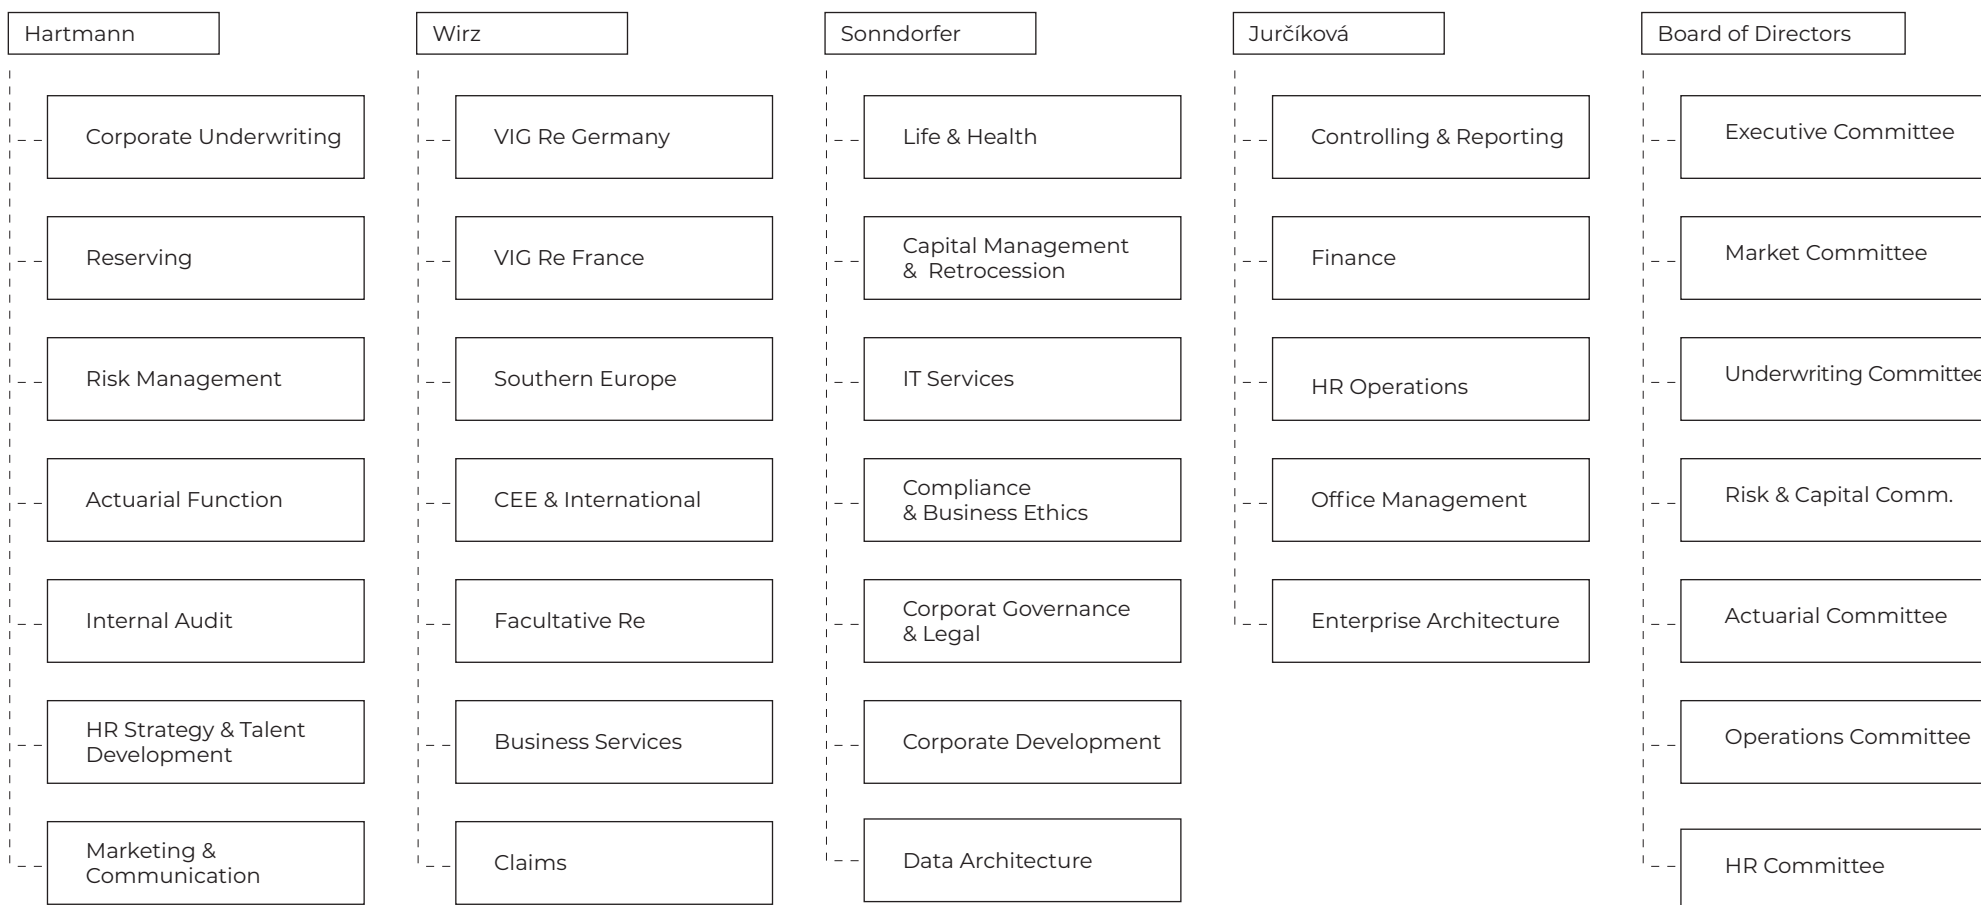 Hartmann
Corporate Underwriting
Reserving
Risk Management
Actuarial Function
Internal Audit
HR Strategy & Talent
Development
Marketing &
Communication
Wirz
VIG Re Germany
VIG Re France
Southern Europe
CEE & International
Facultative Re
Business Services
Claims
Sonndorfer
Life & Health
Capital Management
& Retrocession
IT Services
Compliance
& Business Ethics
Corporat Governance
& Legal
Corporate Development
Data Architecture
Jurčíková
Controlling & Reporting
Finance
HR Operations
Office Management
Enterprise Architecture
Board of Directors
Executive Committee
Market Committee
Underwriting Committee
Risk & Capital Comm.
Actuarial Committee
Operations Committee
HR Committee